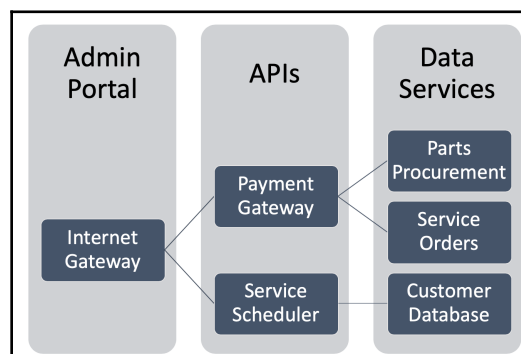 Admin
Portal
APIs
Data
Services
Internet
Gateway
Payment
Gateway
Service
Scheduler
Parts
Procurement
Service
Orders
Customer
Database